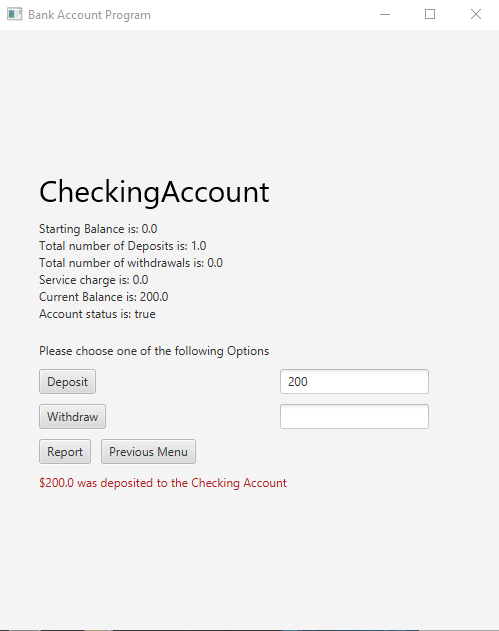 Bank Account Program
CheckingAccount
Starting Balance is: 0.0
Total number of Deposits is: 1.0
Total number of withdrawals is: 0.0
Service charge is: 0.0
Current Balance is: 200.0
Account status is: true
Please choose one of the following Options
Deposit 200
Withdraw
Report Previous Menu
$200.0 was deposited to the Checking Account